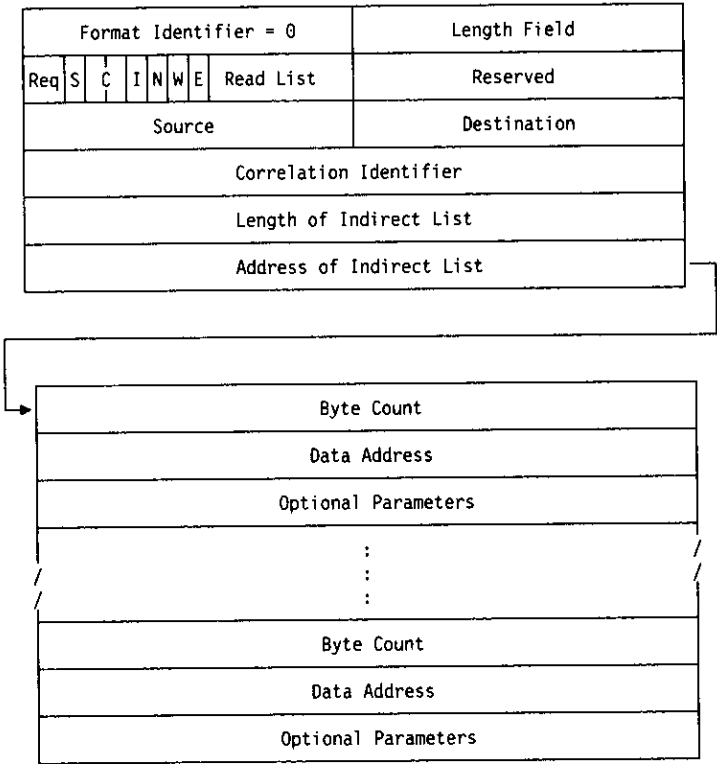 Format Identifier = 0 Length Field
Req S C I N W E Read List Reserved
Source Destination
Correlation Identifier
Length of Indirect List
Address of Indirect List
Byte Count
Data Address
Optional Parameters
:
:
:
Byte Count
Data Address
Optional Parameters